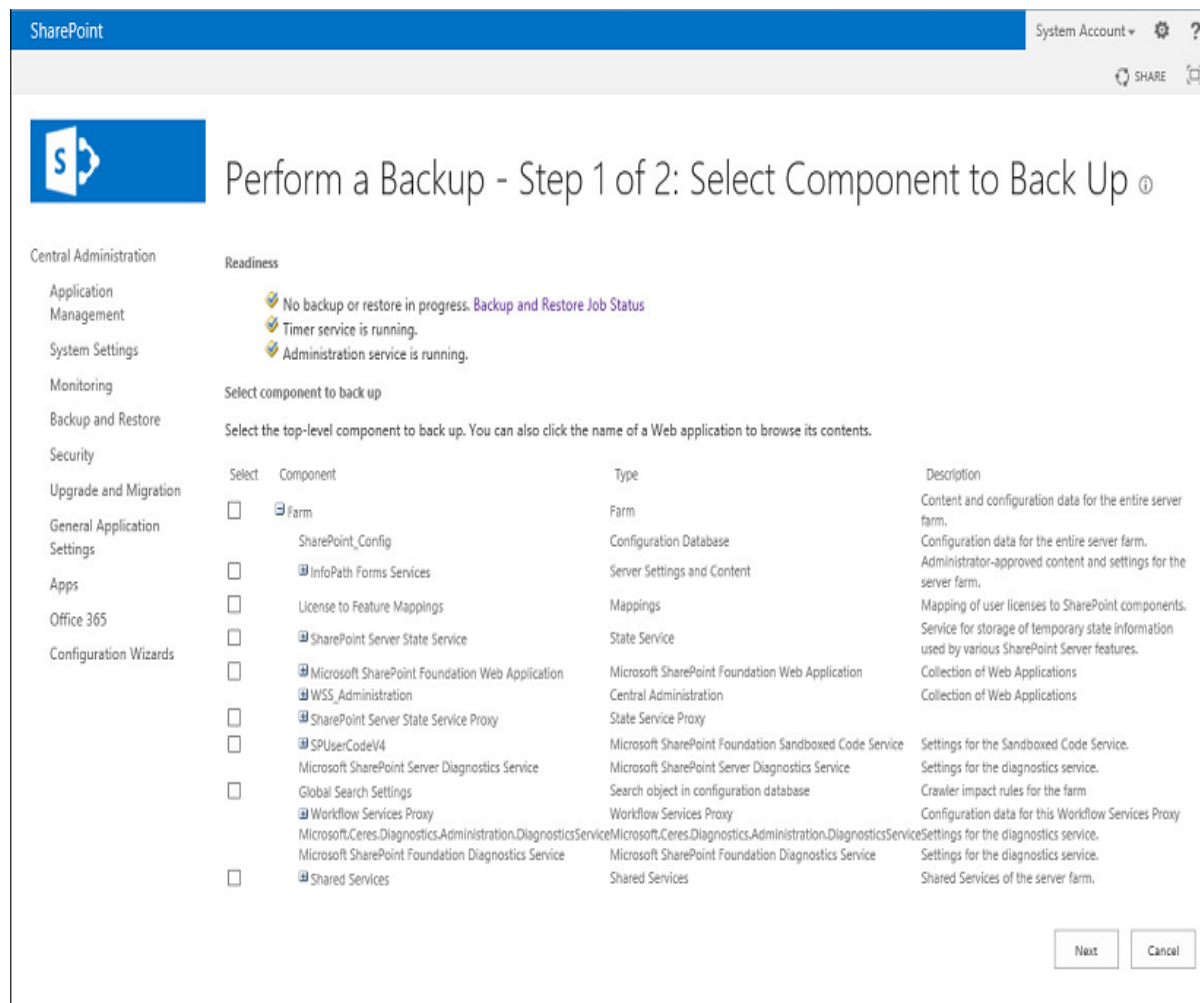 SharePoint
System Account ?
SHARE
S
Perform a Backup - Step 1 of 2: Select Component to Back Up
Central Administration
Application
Management
System Settings
Monitoring
Backup and Restore
Security
Upgrade and Migration
General Application
Settings
Apps
Office 365
Configuration Wizards
Readiness
No backup or restore in progress. Backup and Restore Job Status
Timer service is running.
Administration service is running.
Select component to back up
Select the top-level component to back up. You can also click the name of a Web application to browse its contents.
Select Component Type Description
Farm Farm Content and configuration data for the entire server
farm.
SharePoint_Config Configuration Database Configuration data for the entire server farm.
InfoPath Forms Services Server Settings and Content Administrator-approved content and settings for the
server farm.
License to Feature Mappings Mappings Mapping of user licenses to SharePoint components.
SharePoint Server State Service State Service Service for storage of temporary state information
used by various SharePoint Server features.
Microsoft SharePoint Foundation Web Application Microsoft SharePoint Foundation Web Application Collection of Web Applications
WSS_Administration Central Administration Collection of Web Applications
SharePoint Server State Service Proxy State Service Proxy
SPUserCodeV4 Microsoft SharePoint Foundation Sandboxed Code Service Settings for the Sandboxed Code Service.
Microsoft SharePoint Server Diagnostics Service Microsoft SharePoint Server Diagnostics Service Settings for the diagnostics service.
Global Search Settings Search object in configuration database Crawler impact rules for the farm
Workflow Services Proxy Workflow Services Proxy Configuration data for this Workflow Services Proxy
Microsoft.Ceres.Diagnostics.Administration.DiagnosticsService Microsoft.Ceres.Diagnostics.Administration.DiagnosticsService Settings for the diagnostic service.
Microsoft SharePoint Foundation Diagnostics Service Microsoft SharePoint Foundation Diagnostics Service Settings for the diagnostics service.
Shared Services Shared Services Shared Services of the server farm.
Next Cancel